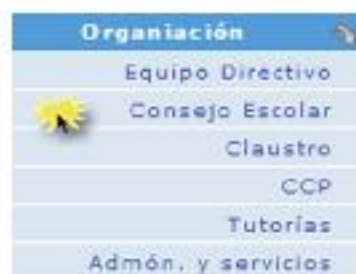 Organiación
Equipo Directivo
Consejo Escolar
Claustro
CCP
Tutorías
Admón. y servicios